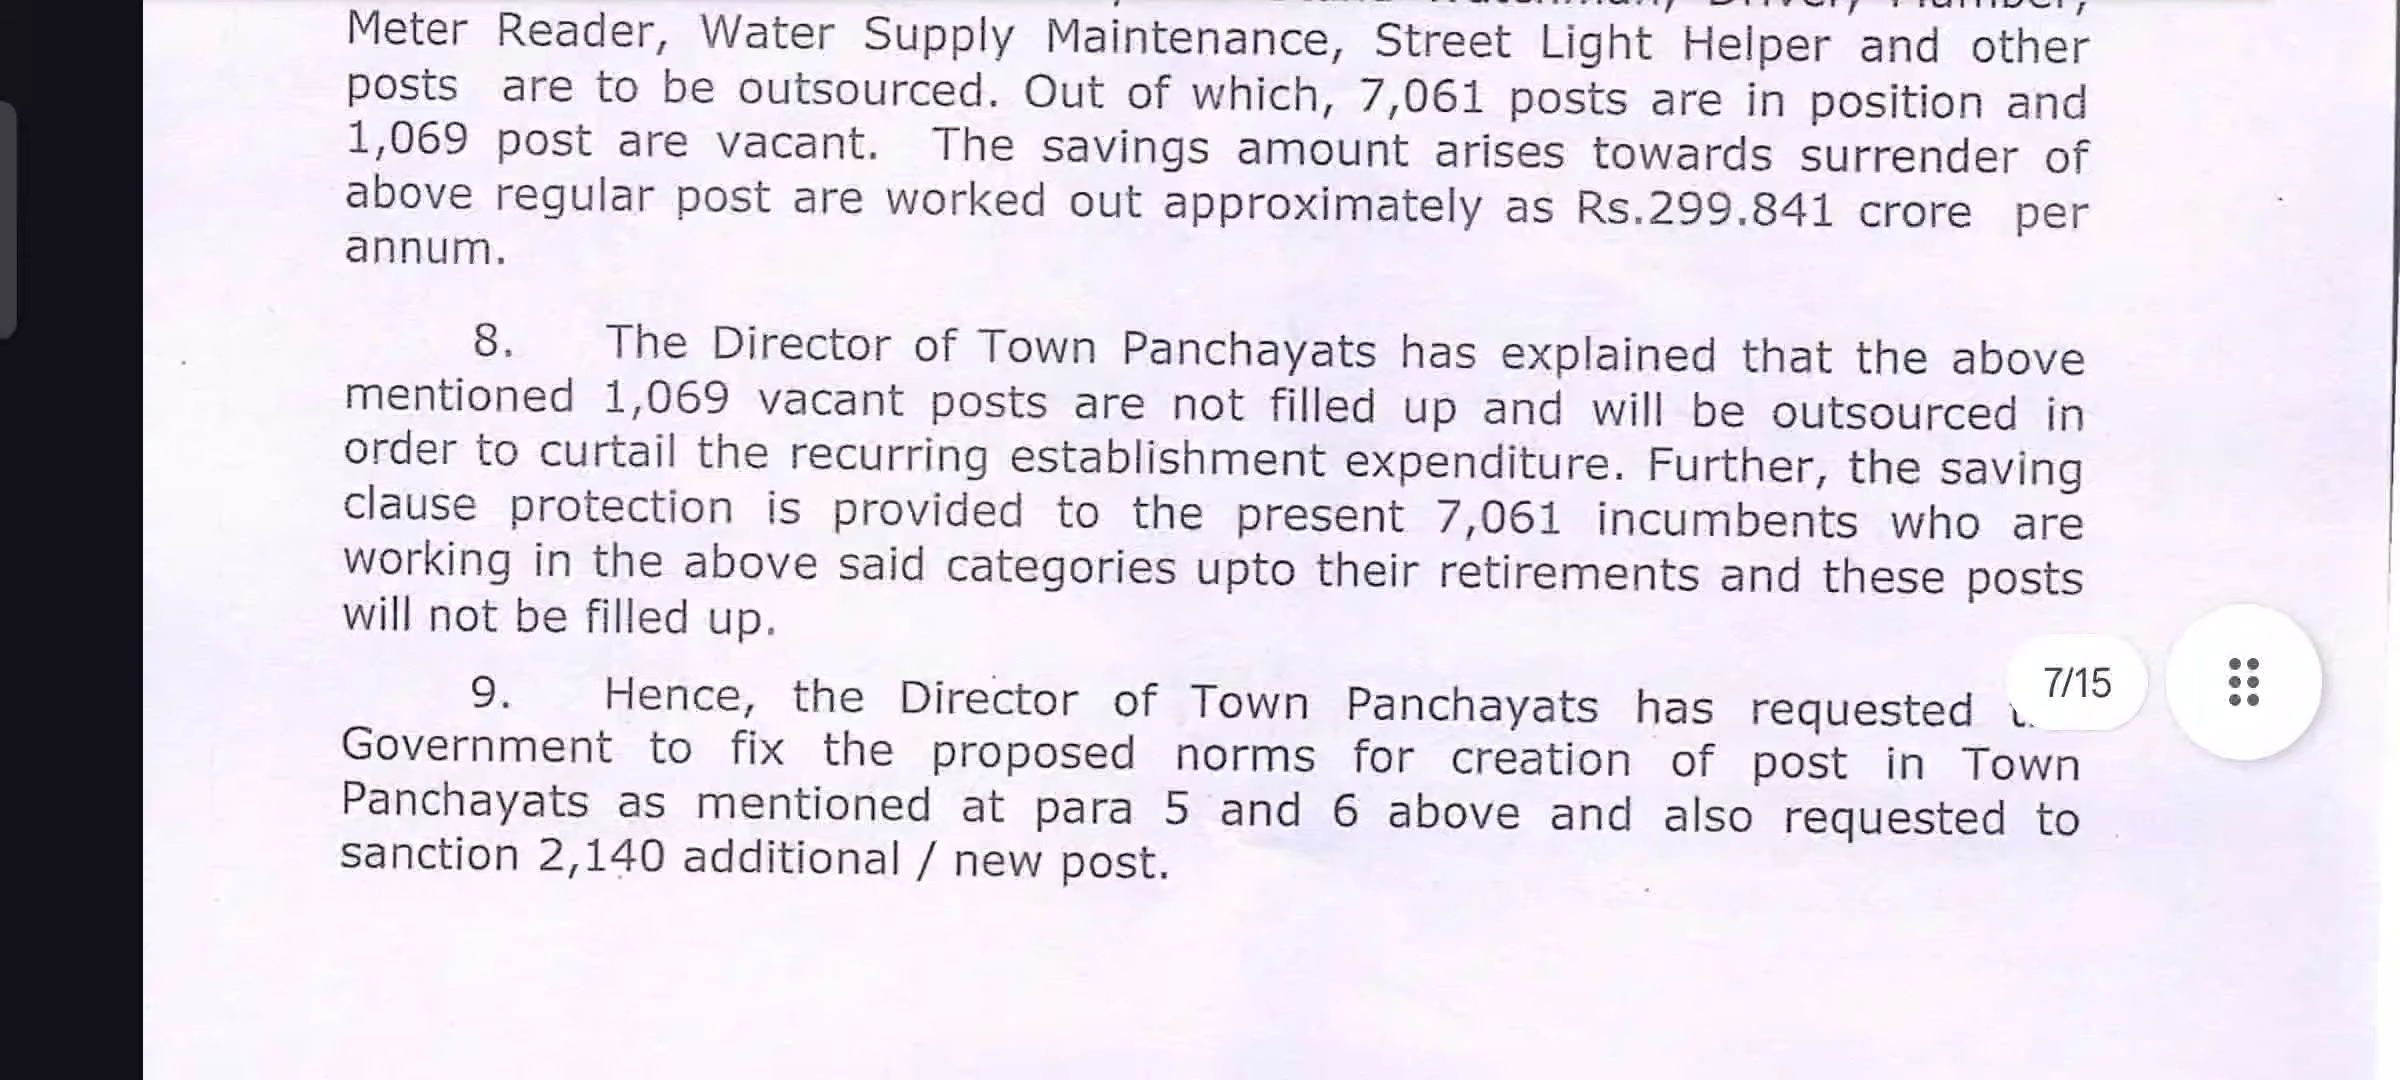 Meter Reader, Water Supply Maintenance, Street Light Helper and other
posts are to be outsourced. Out of which, 7,061 posts are in position and
1,069 post are vacant. The savings amount arises towards surrender of
above regular post are worked out approximately as Rs.299.841 crore per
annum.
8. The Director of Town Panchayats has explained that the above
mentioned 1,069 vacant posts are not filled up and will be outsourced in
order to curtail the recurring establishment expenditure. Further, the saving
clause protection is provided to the present 7,061 incumbents who are
working in the above said categories upto their retirements and these posts
will not be filled up.
9. Hence, the Director of Town Panchayats has requested
Government to fix the proposed norms for creation of post in Town
Panchayats as mentioned at para 5 and 6 above and also requested to
sanction 2,140 additional / new post.
7/15